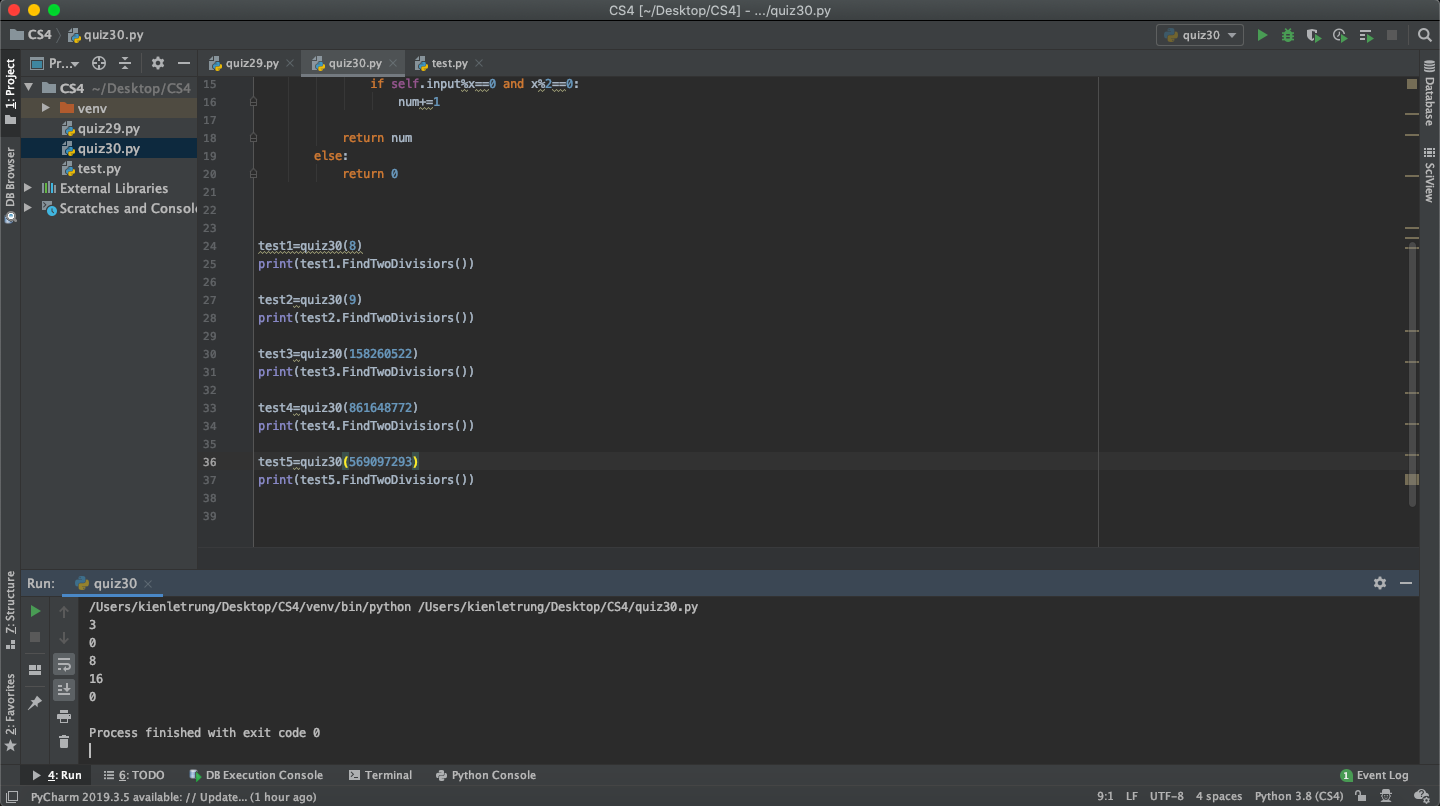 CS4 [~/Desktop/CS4] - .../quiz30.py
CS4 quiz30.py quiz30
1: Project
Pr... quiz29.py quiz30.py test.py
CS4 ~/Desktop/CS4
venv
quiz29.py
quiz30.py
test.py
External Libraries
Scratches and Consol
DB Browser
Z: Structure
2: Favorites
Database
SciView
15 if self.input%x==0 and x%2==0:
16 num+=1
17
18 return num
19 else:
20 return 0
21
22
23
24 test1=quiz30(8)
25 print(test1.FindTwoDivisiors())
26
27 test2=quiz30(9)
28 print(test2.FindTwoDivisiors())
29
30 test3=quiz30(158260522)
31 print(test3.FindTwoDivisiors())
32
33 test4=quiz30(861648772)
34 print(test4.FindTwoDivisiors())
35
36 test5=quiz30(569097293)
37 print(test5.FindTwoDivisiors())
38
39
Run: quiz30
/Users/kienletrung/Desktop/CS4/venv/bin/python /Users/kienletrung/Desktop/CS4/quiz30.py
3
0
8
16
0
Process finished with exit code 0
4: Run 6: TODO DB Execution Console Terminal Python Console 1 Event Log
PyCharm 2019.3.5 available: // Update... (1 hour ago) 9:1 LF UTF-8 4 spaces Python 3.8 (CS4)